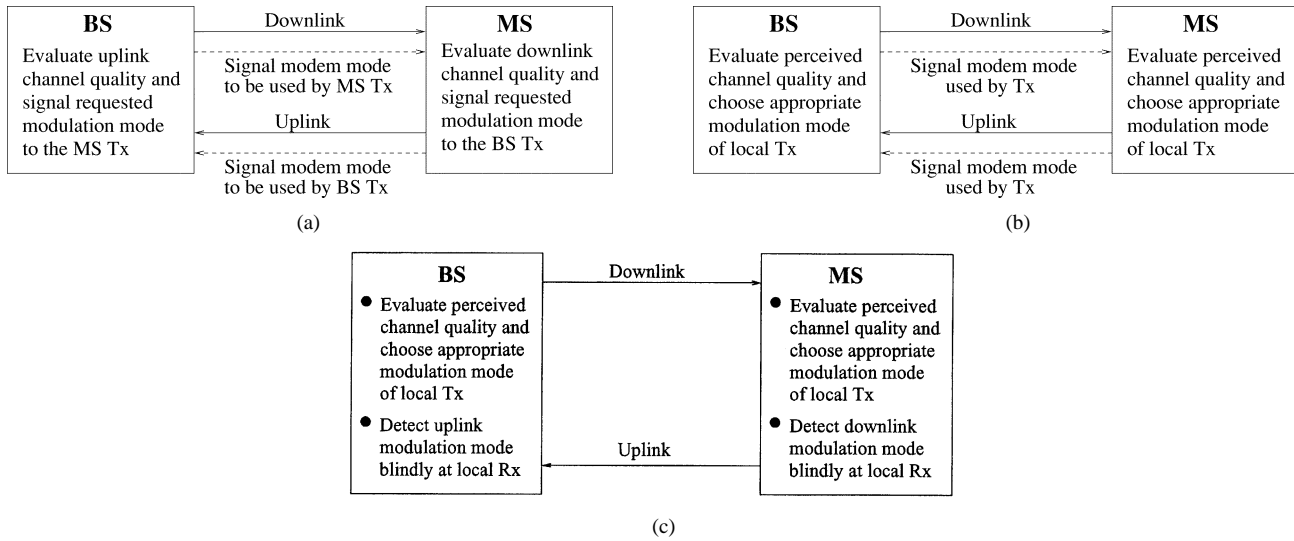 BS
Evaluate uplink
channel quality and
signal requested
modulation mode
to the MS Tx
Downlink
Signal modem mode
to be used by MS Tx
Uplink
Signal modem mode
to be used by BS Tx
MS
Evaluate downlink
channel quality and
signal requested
modulation mode
to the BS Tx
(a)
BS
Evaluate perceived
channel quality and
choose appropriate
modulation mode
of local Tx
Downlink
Signal modem mode
used by Tx
Uplink
Signal modem mode
used by Tx
MS
Evaluate perceived
channel quality and
choose appropriate
modulation mode
of local Tx
(b)
BS
● Evaluate perceived
channel quality and
choose appropriate
modulation mode
of local Tx
● Detect uplink
modulation mode
blindly at local Rx
Downlink
Uplink
MS
● Evaluate perceived
channel quality and
choose appropriate
modulation mode
of local Tx
● Detect downlink
modulation mode
blindly at local Rx
(c)